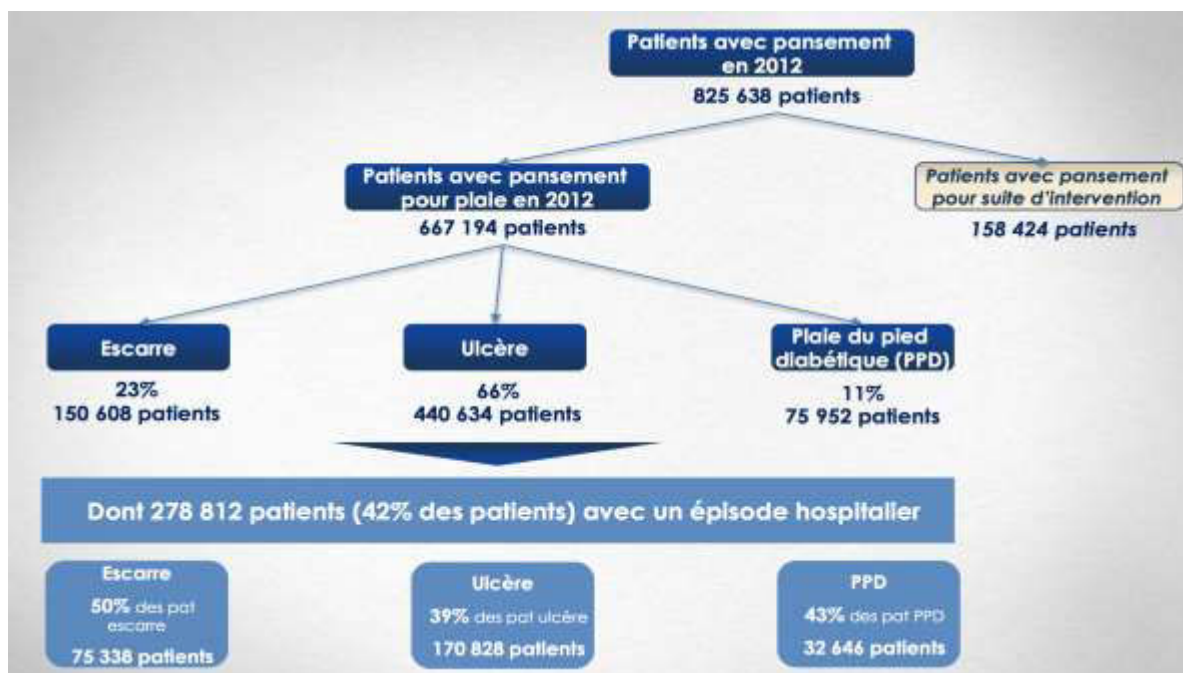 Patients avec pansement
en 2012
825 638 patients
Patients avec pansement
pour plaie en 2012
667 194 patients
Patients avec pansement
pour suite d'intervention
158 424 patients
Escarre
23%
150 608 patients
Ulcère
66%
440 634 patients
Plaie du pied
diabétique (PPD)
11%
75 952 patients
Dont 278 812 patients (42% des patients) avec un épisode hospitalier
Escarre
50% des pat
escarre
75 338 patients
Ulcère
39% des pat ulcère
170 828 patients
PPD
43% des pat PPD
32 646 patients